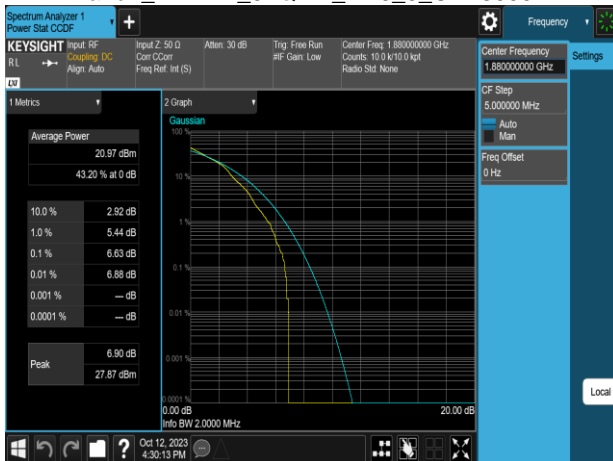 Spectrum Analyzer 1
Power Stat CCDF
Frequency
KEYSIGHT
Input: RF
Coupling: DC
Align: Auto
RL
LXI
Input Z: 50 Ω
Corr CCorr
Freq Ref: Int (S)
Atten: 30 dB
Trig: Free Run
#IF Gain: Low
Center Freq: 1.880000000 GHz
Counts: 10.0 k/10.0 kpt
Radio Std: None
Center Frequency
1.880000000 GHz
Settings
CF Step
5.000000 MHz
Auto
Man
Freq Offset
0 Hz
Local
1 Metrics
Average Power
20.97 dBm
43.20 % at 0 dB
10.0 % 2.92 dB
1.0 % 5.44 dB
0.1 % 6.63 dB
0.01 % 6.88 dB
0.001 % --- dB
0.0001 % --- dB
Peak
6.90 dB
27.87 dBm
2 Graph
Gaussian
100 %
10 %
1 %
0.1 %
0.01 %
0.001 %
0.0001 %
0.00 dB 20.00 dB
Info BW 2.0000 MHz
?
Oct 12, 2023
4:30:13 PM